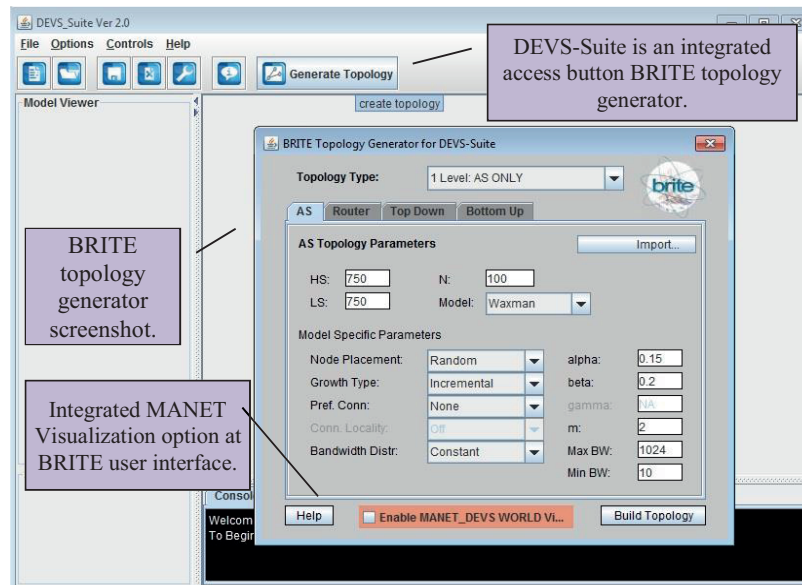 DEVS_Suite Ver 2.0
File Options Controls Help
Generate Topology
DEVS-Suite is an integrated
access button BRITE topology
generator.
Model Viewer
create topology
BRITE Topology Generator for DEVS-Suite
Topology Type: 1 Level: AS ONLY
brite
AS Router Top Down Bottom Up
AS Topology Parameters Import...
HS: 750 N: 100
LS: 750 Model: Waxman
Model Specific Parameters
Node Placement: Random alpha: 0.15
Growth Type: Incremental beta: 0.2
Pref. Conn: None gamma: NA
Conn. Locality: Off m: 2
Bandwidth Distr: Constant Max BW: 1024
Min BW: 10
BRITE
topology
generator
screenshot.
Integrated MANET
Visualization option at
BRITE user interface.
Consol
Welcom
To Begir
Help Enable MANET_DEVS WORLD Vi... Build Topology